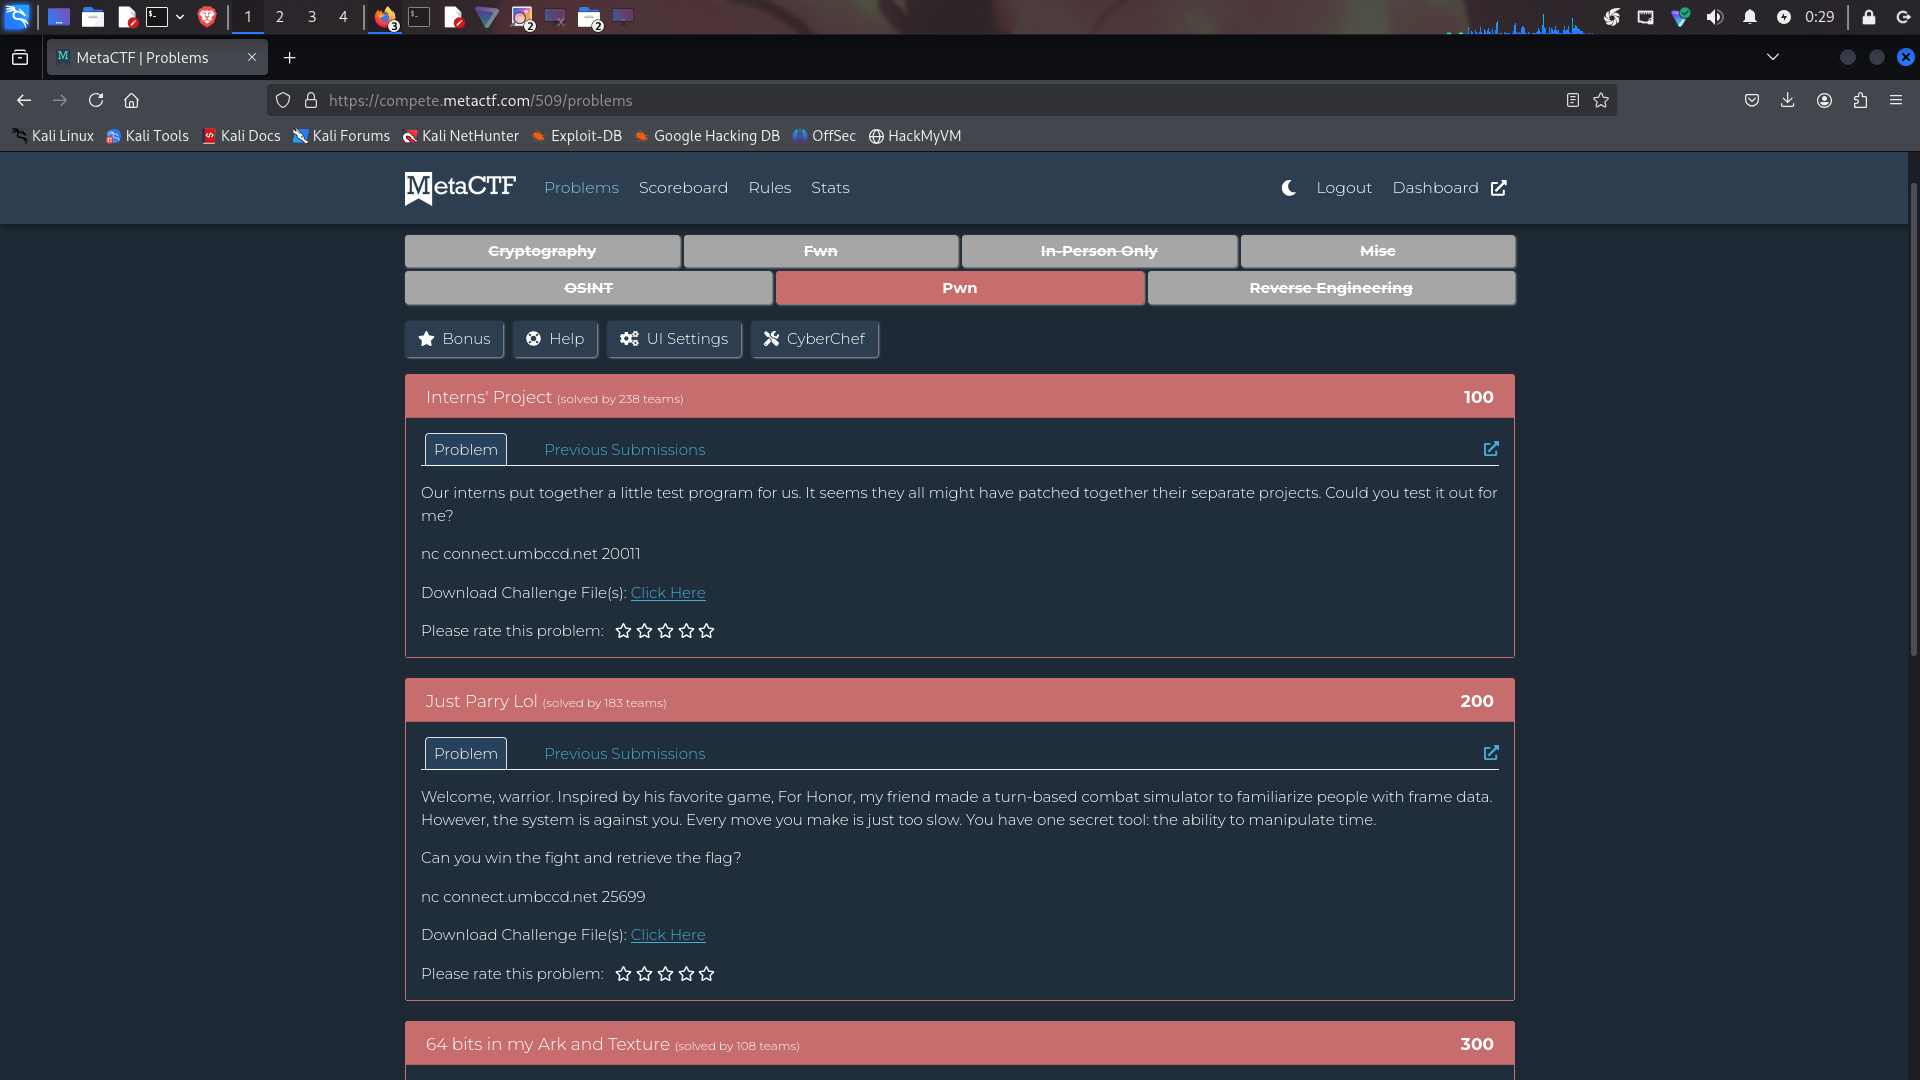 1 2 3 4 3 2 2 0:29
MetaCTF | Problems
https://compete.metactf.com/509/problems
Kali Linux Kali Tools Kali Docs Kali Forums Kali NetHunter Exploit-DB Google Hacking DB OffSec HackMyVM
MetaCTF Problems Scoreboard Rules Stats Logout Dashboard
Cryptography Fwn In-Person Only Misc
OSINT Pwn Reverse Engineering
Bonus Help UI Settings CyberChef
Interns' Project (solved by 238 teams) 100
Problem Previous Submissions
Our interns put together a little test program for us. It seems they all might have patched together their separate projects. Could you test it out for
me?
nc connect.umbccd.net 20011
Download Challenge File(s): Click Here
Please rate this problem:
Just Parry Lol (solved by 183 teams) 200
Problem Previous Submissions
Welcome, warrior. Inspired by his favorite game, For Honor, my friend made a turn-based combat simulator to familiarize people with frame data.
However, the system is against you. Every move you make is just too slow. You have one secret tool: the ability to manipulate time.
Can you win the fight and retrieve the flag?
nc connect.umbccd.net 25699
Download Challenge File(s): Click Here
Please rate this problem:
64 bits in my Ark and Texture (solved by 108 teams) 300